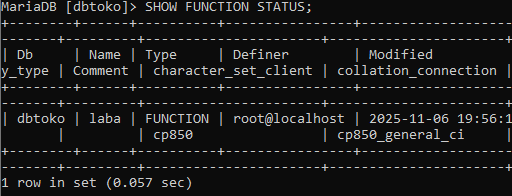 MariaDB [dbtoko]> SHOW FUNCTION STATUS;
+---------+------+----------+----------------+--------------
--------+---------+----------------------+----------------------+
| Db      | Name | Type     | Definer        | Modified
y_type | Comment | character_set_client | collation_connection |
+---------+------+----------+----------------+--------------
--------+---------+----------------------+----------------------+
| dbtoko | laba | FUNCTION | root@localhost | 2025-11-06 19:56:1
        |         | cp850                | cp850_general_ci
+---------+------+----------+----------------+--------------
--------+---------+----------------------+----------------------+
1 row in set (0.057 sec)